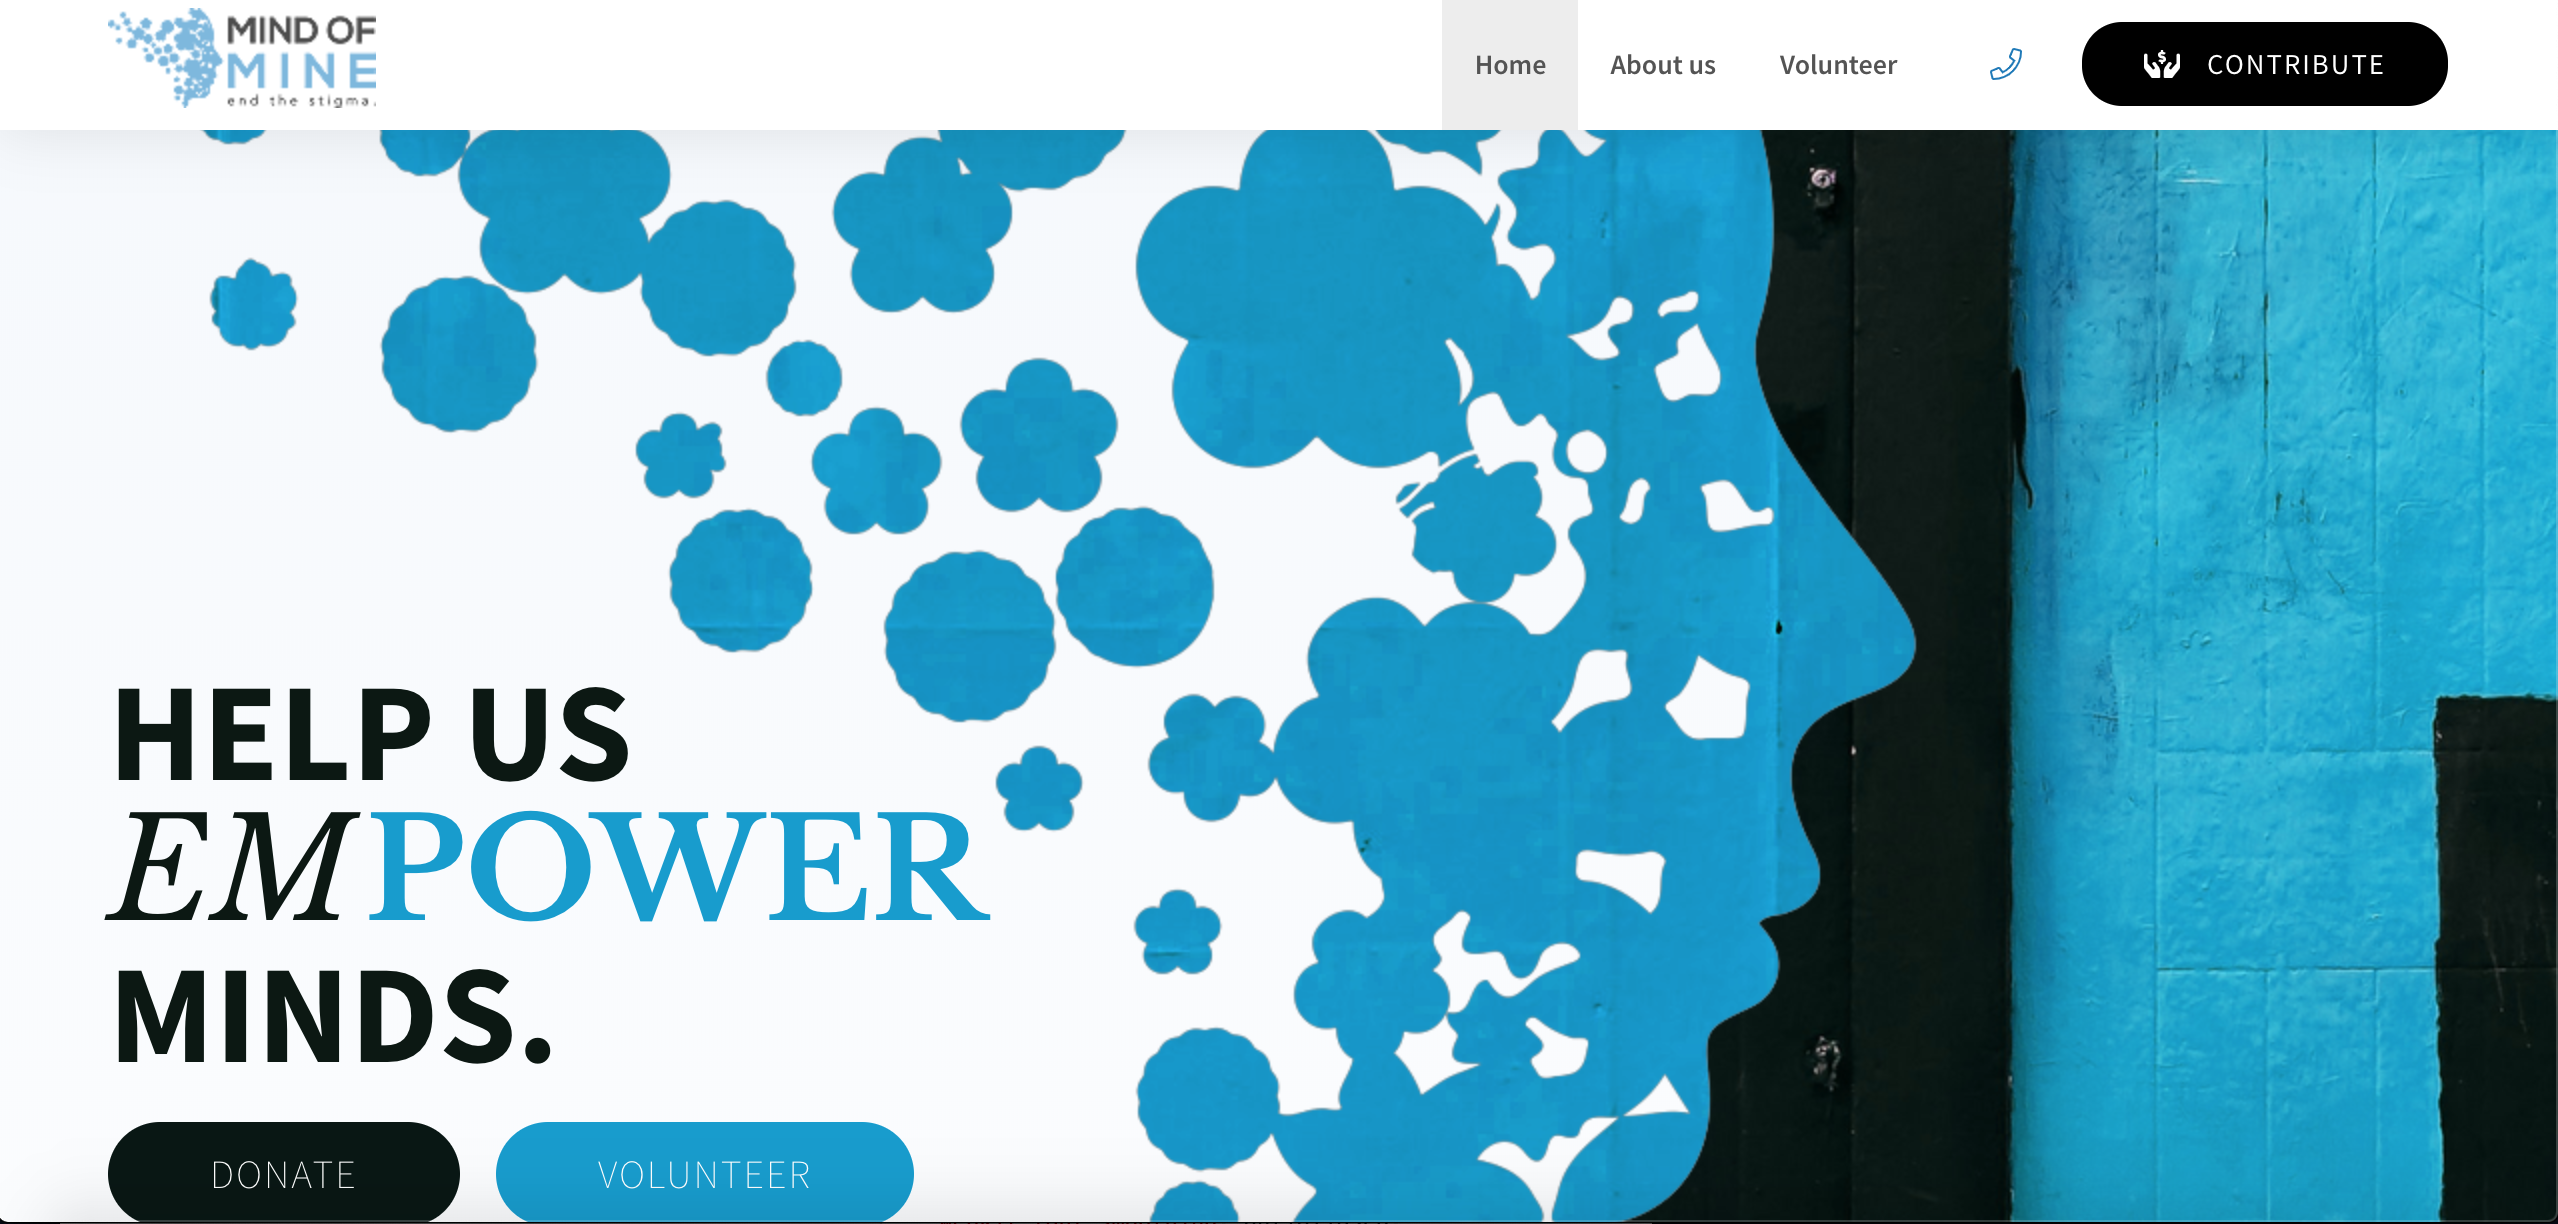 MIND OF
MINE
end the stigma.
Home
About us
Volunteer
CONTRIBUTE
HELP US
EMPOWER
MINDS.
DONATE
VOLUNTEER